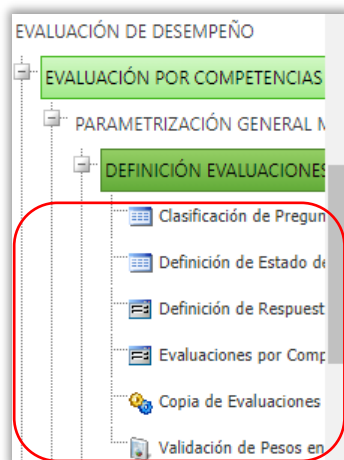 EVALUACIÓN DE DESEMPEÑO
EVALUACIÓN POR COMPETENCIAS
PARAMETRIZACIÓN GENERAL
DEFINICIÓN EVALUACIONES
Clasificación de Pregun
Definición de Estado de
Definición de Respuest
Evaluaciones por Comp
Copia de Evaluaciones
Validación de Pesos en